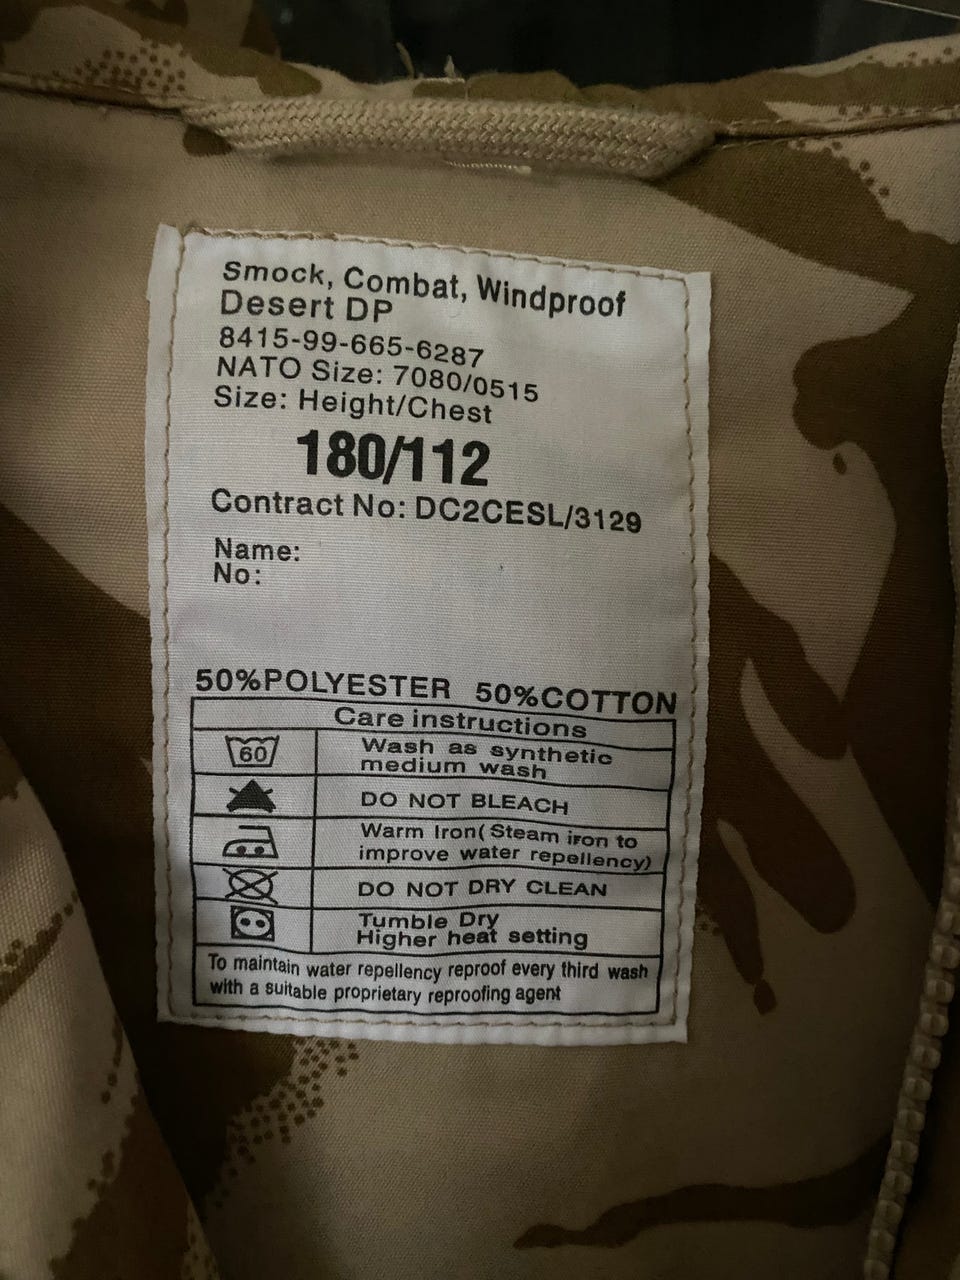 Smock, Combat, Windproof
Desert DP
8415-99-665-6287
NATO Size: 7080/0515
Size: Height/Chest
180/112
Contract No: DC2CESL/3129
Name:
No:
50%POLYESTER 50%COTTON
Care instructions
60
Wash as synthetic
medium wash
DO NOT BLEACH
Warm Iron( Steam iron to
improve water repellency)
DO NOT DRY CLEAN
Tumble Dry
Higher heat setting
To maintain water repellency reproof every third wash
with a suitable proprietary reproofing agent